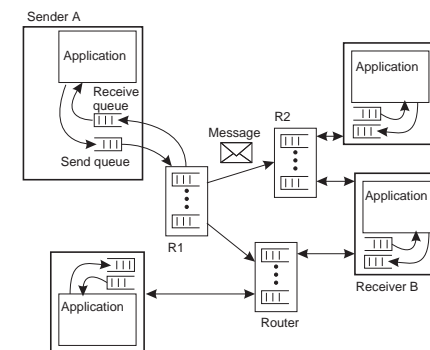 Sender A
Application
Receive
queue
Send queue
R1
Message
R2
Application
Application
Receiver B
Application
Router